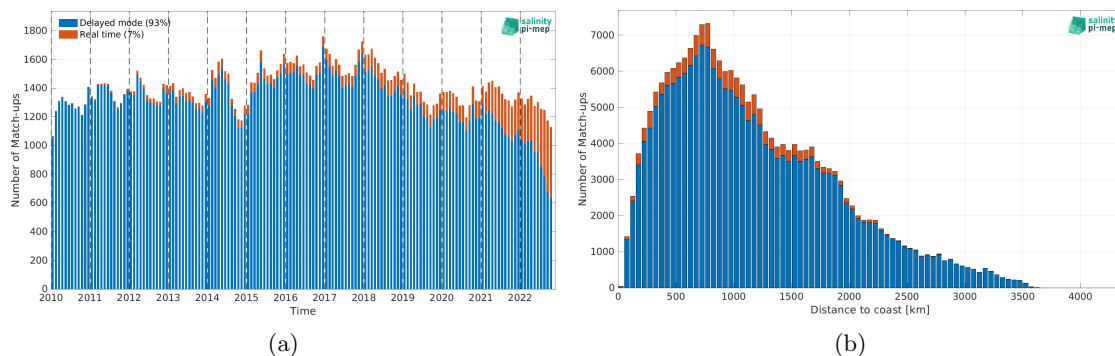 Delayed mode (93%)
Real time (7%)
salinity
pi-mep
Number of Match-ups
1800
1600
1400
1200
1000
800
600
400
200
0
2010 2011 2012 2013 2014 2015 2016 2017 2018 2019 2020 2021 2022
Time
(a)
salinity
pi-mep
Number of Match-ups
7000
6000
5000
4000
3000
2000
1000
0
0 500 1000 1500 2000 2500 3000 3500 4000
Distance to coast [km]
(b)